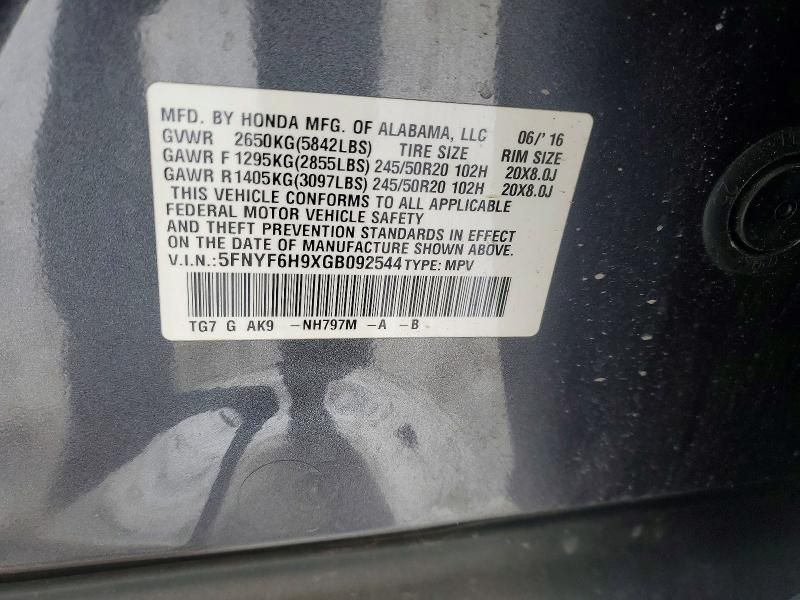 MFD. BY HONDA MFG. OF ALABAMA, LLC 06/'16
GVWR 2650KG(5842LBS) TIRE SIZE RIM SIZE
GAWR F 1295KG(2855LBS) 245/50R20 102H 20X8.0J
GAWR R1405KG(3097LBS) 245/50R20 102H 20X8.0J
THIS VEHICLE CONFORMS TO ALL APPLICABLE
FEDERAL MOTOR VEHICLE SAFETY
AND THEFT PREVENTION STANDARDS IN EFFECT
ON THE DATE OF MANUFACTURE SHOWN ABOVE.
V.I.N.:5FNYF6H9XGB092544 TYPE: MPV
TG7 G AK9 -NH797M -A -B